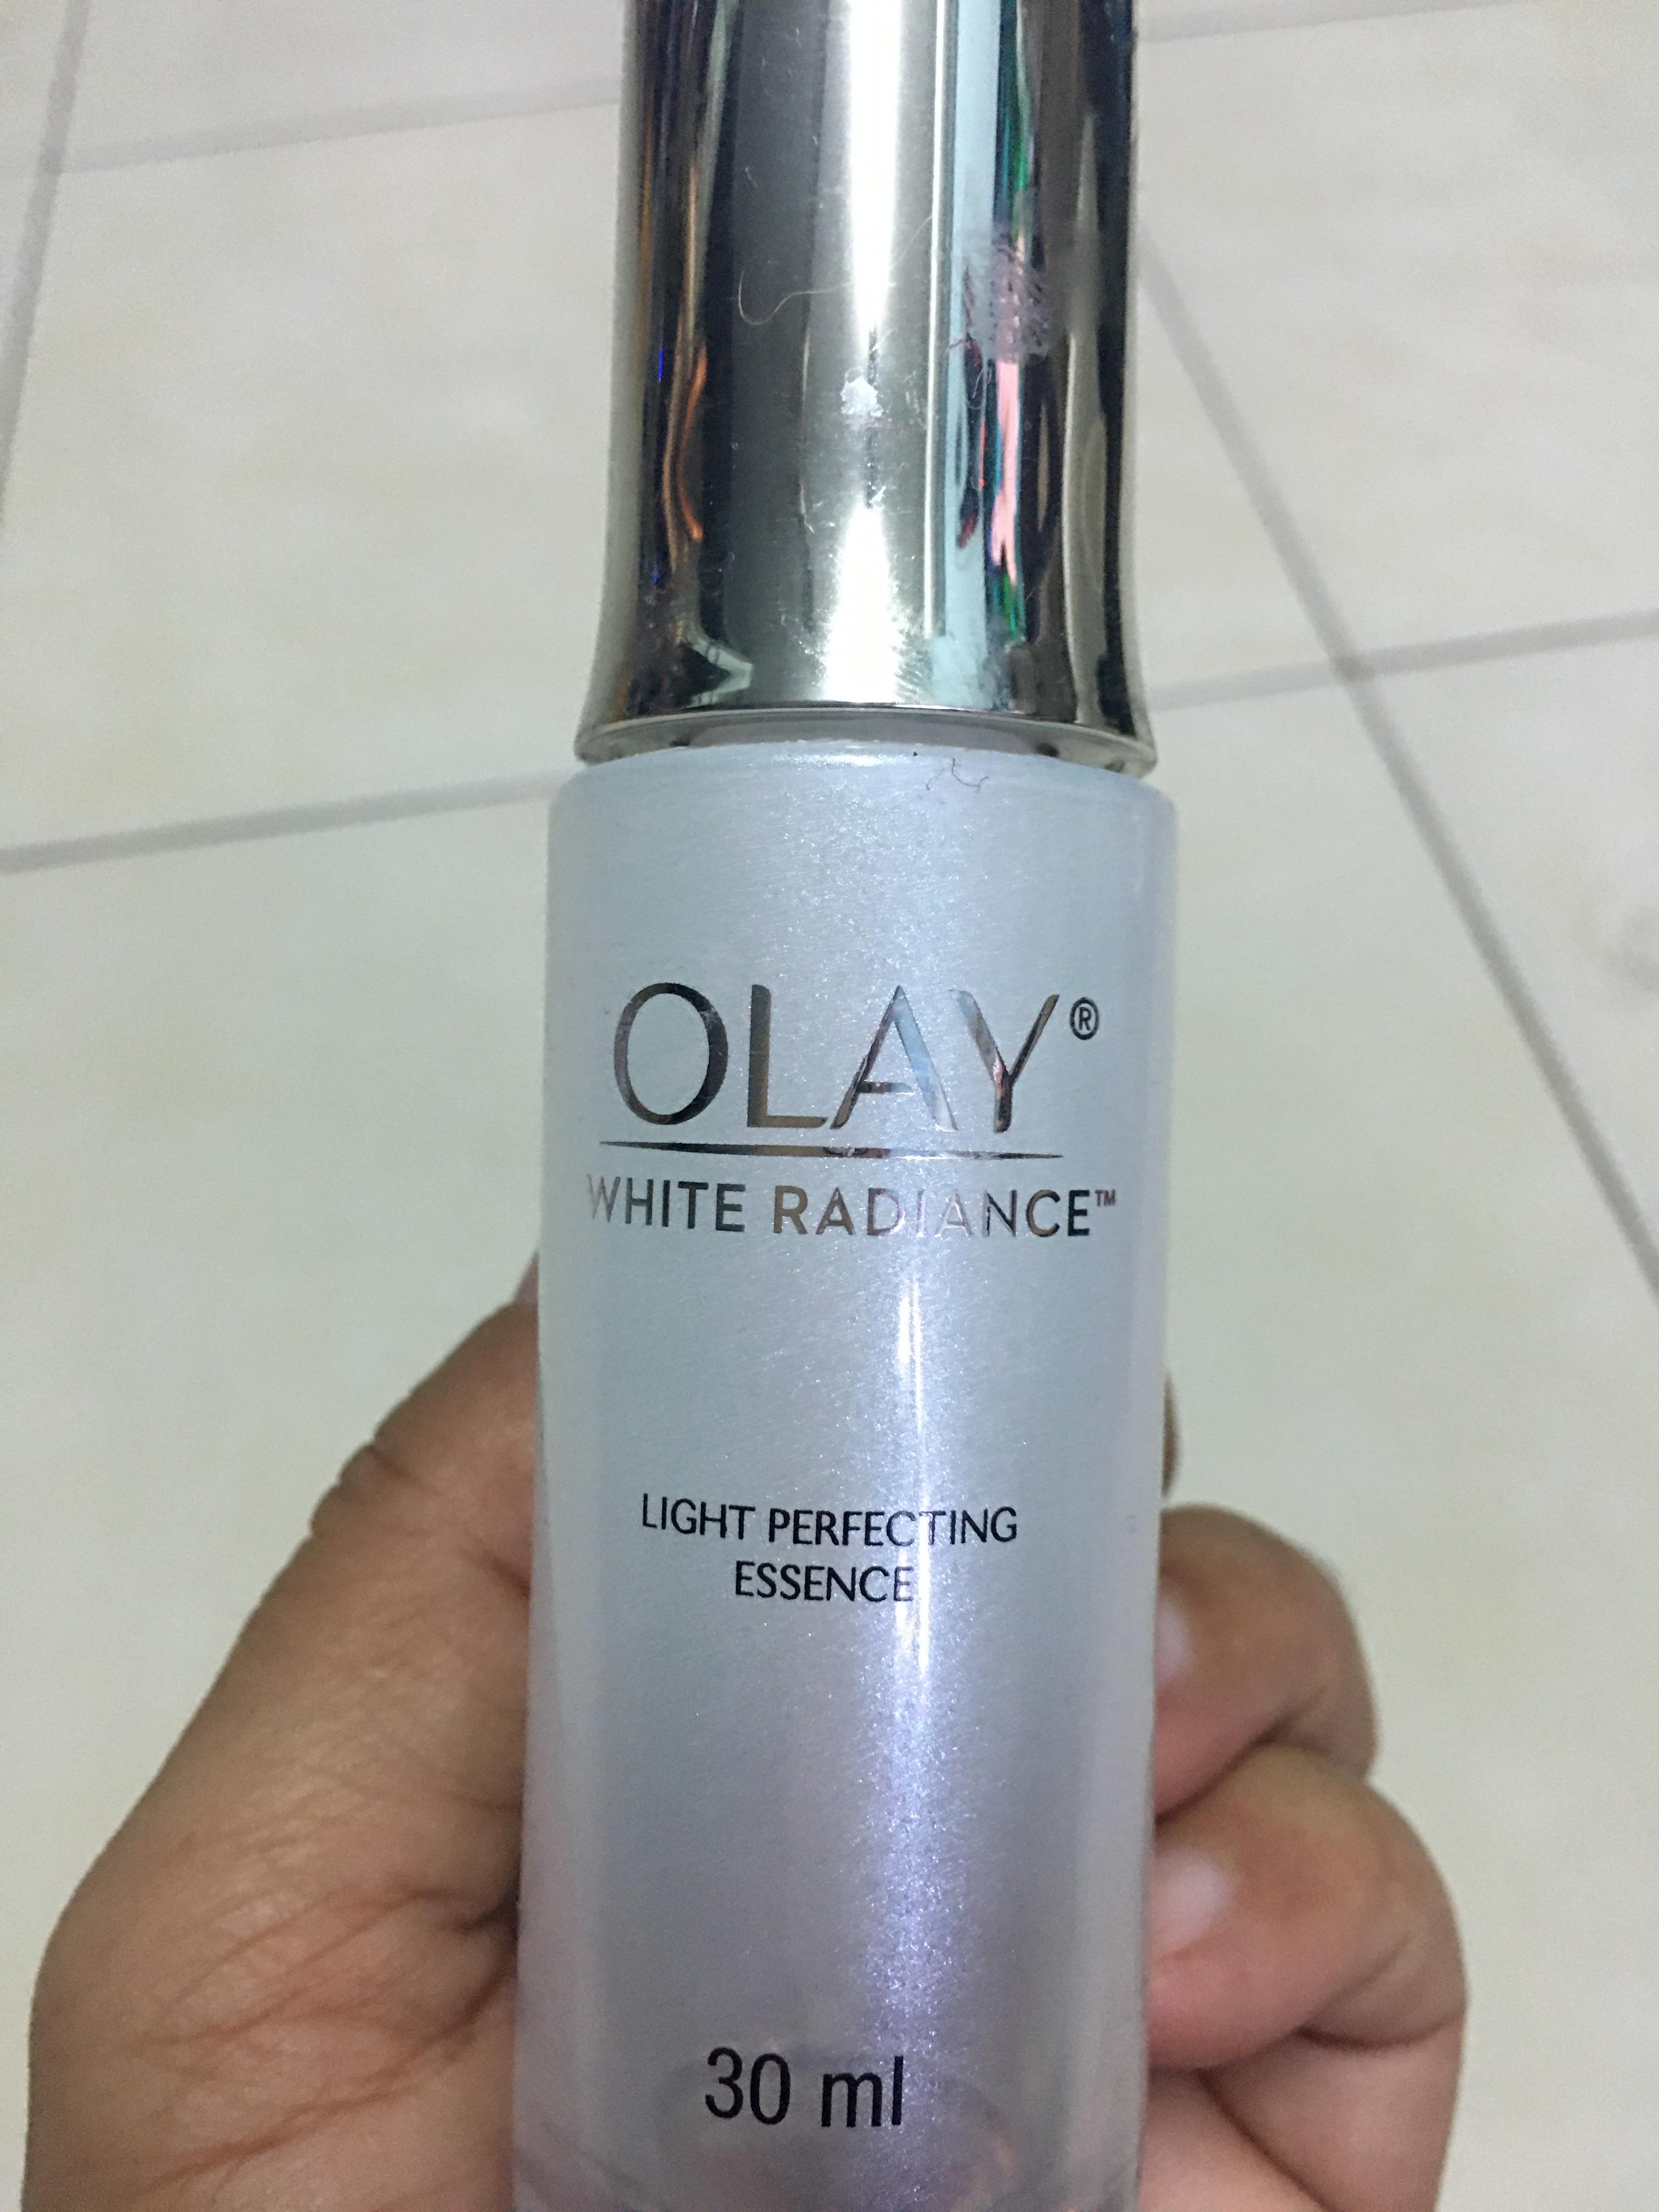 OLAY®
WHITE RADIANCE™
LIGHT PERFECTING
ESSENCE
30 ml